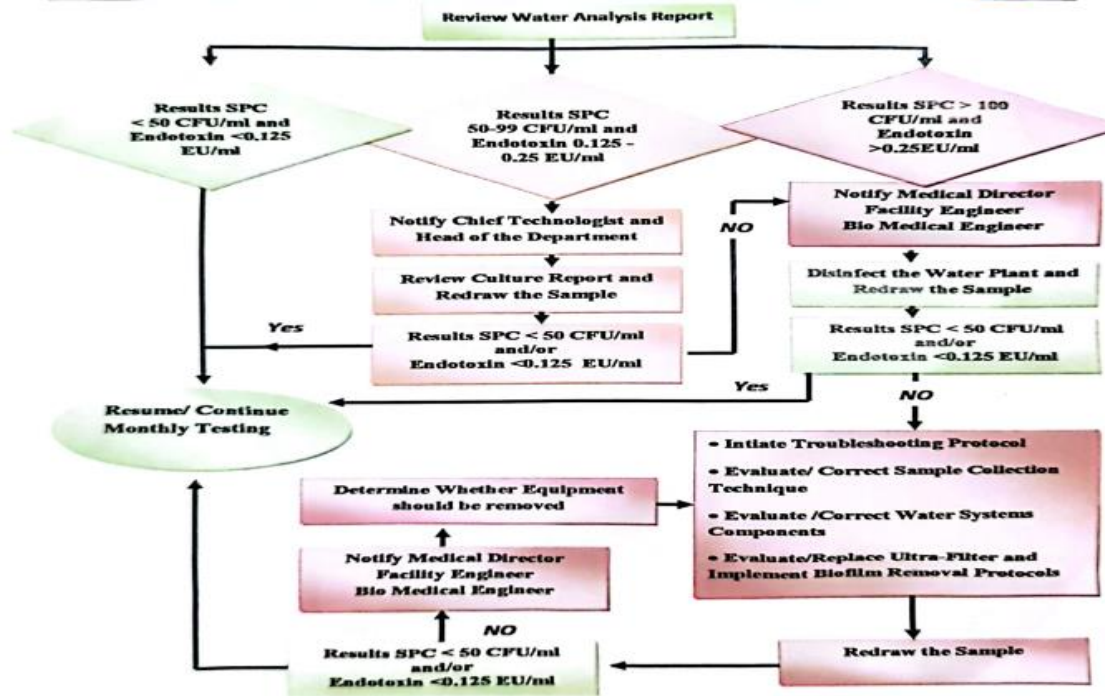 Review Water Analysis Report
Results SPC
< 50 CFU/ml and
Endotoxin <0.125
EU/ml
Results SPC
50-99 CFU/ml and
Endotoxin 0.125 -
0.25 EU/ml
Results SPC > 100
CFU/ml and
Endotoxin
>0.25EU/ml
Notify Chief Technologist and
Head of the Department
Review Culture Report and
Redraw the Sample
Results SPC < 50 CFU/ml
and/or
Endotoxin <0.125 EU/ml
Yes
NO
Notify Medical Director
Facility Engineer
Bio Medical Engineer
Disinfect the Water Plant and
Redraw the Sample
Results SPC < 50 CFU/ml
and/or
Endotoxin <0.125 EU/ml
Yes
NO
Resume/ Continue
Monthly Testing
• Intiate Troubleshooting Protocol
• Evaluate/ Correct Sample Collection
Technique
• Evaluate /Correct Water Systems
Components
• Evaluate/Replace Ultra-Filter and
Implement Biofilm Removal Protocols
Determine Whether Equipment
should be removed
Notify Medical Director
Facility Engineer
Bio Medical Engineer
NO
Results SPC < 50 CFU/ml
and/or
Endotoxin <0.125 EU/ml
Redraw the Sample